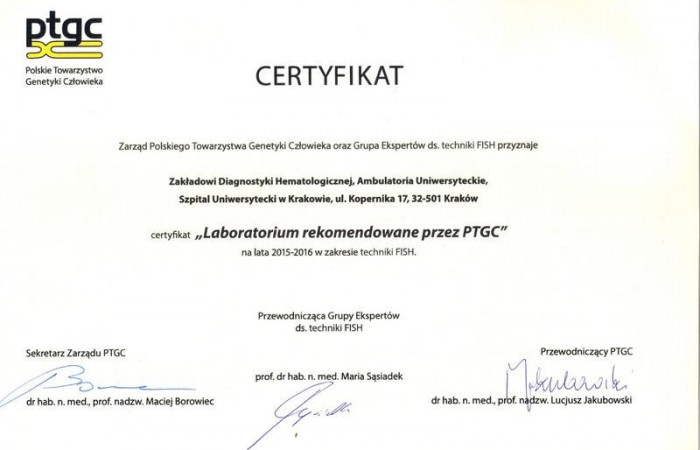 ptgc
Polskie Towarzystwo
Genetyki Człowieka
CERTYFIKAT
Zarząd Polskiego Towarzystwa Genetyki Człowieka oraz Grupa Ekspertów ds. techniki FISH przyznaje
Zakładowi Diagnostyki Hematologicznej, Ambulatoria Uniwersyteckie,
Szpital Uniwersytecki w Krakowie, ul. Kopernika 17, 32-501 Kraków
certyfikat „Laboratorium rekomendowane przez PTGC”
na lata 2015-2016 w zakresie techniki FISH.
Przewodnicząca Grupy Ekspertów
ds. techniki FISH
Sekretarz Zarządu PTGC
Przewodniczący PTGC
prof. dr hab. n. med. Maria Sąsiadek
dr hab. n. med., prof. nadzw. Maciej Borowiec
dr hab. n. med., prof. nadzw. Lucjusz Jakubowski